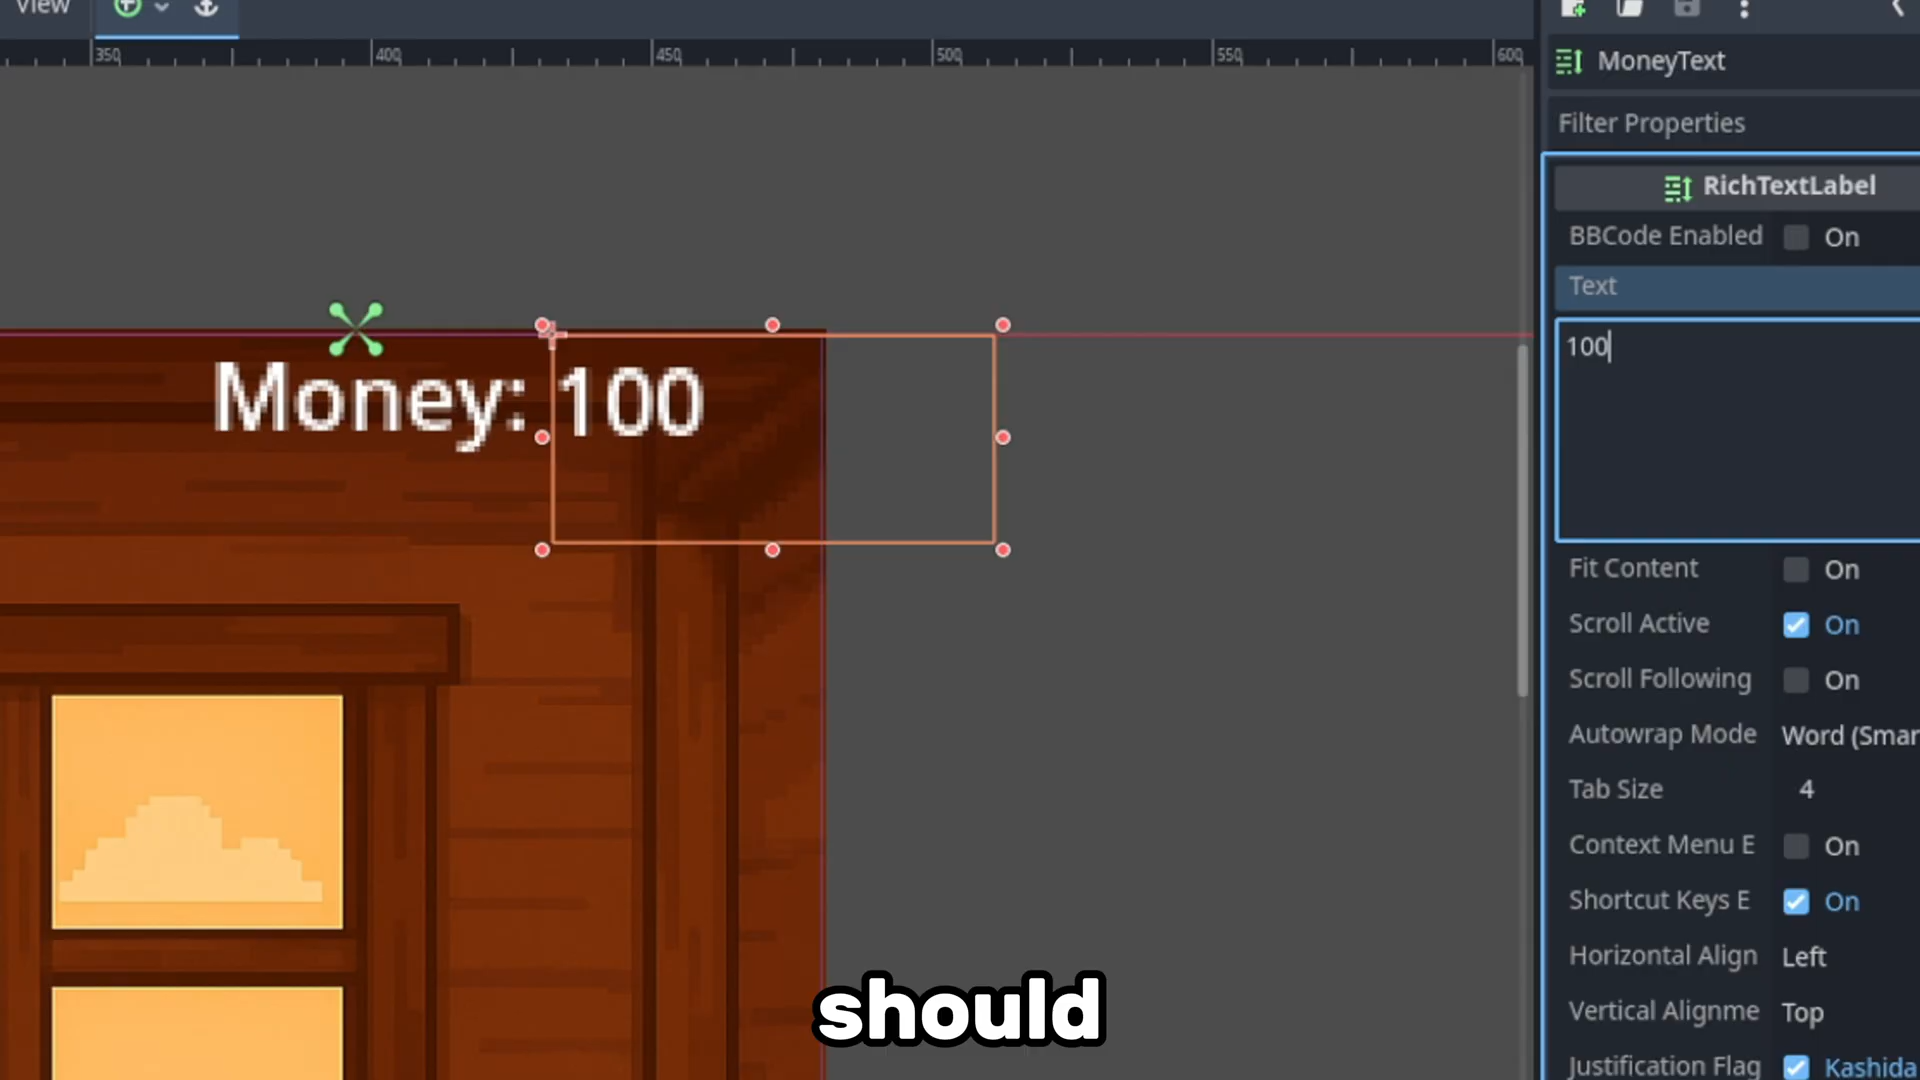 View
350
400
450
500
550
600
MoneyText
Filter Properties
RichTextLabel
BBCode Enabled On
Text
100
Money: 100
Fit Content On
Scroll Active On
Scroll Following On
Autowrap Mode Word (Smar
Tab Size 4
Context Menu E On
Shortcut Keys E On
Horizontal Align Left
Vertical Alignme Top
Justification Flag Kashida
should